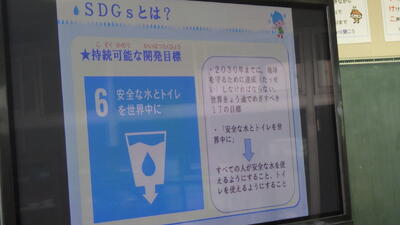 SDGsとは?
じぞくかのう かいはつもくひょう
★持続可能な開発目標
6 安全な水とトイレ
を世界中に
・2030年までに、地球
を守るために達成(たっせ
い)しなければならない、
世界きょう通でめざすべき
17の目標
・「安全な水とトイレを世界
中に」
すべての人が安全な水を使
えるようにすること、トイ
レを使えるようにすること